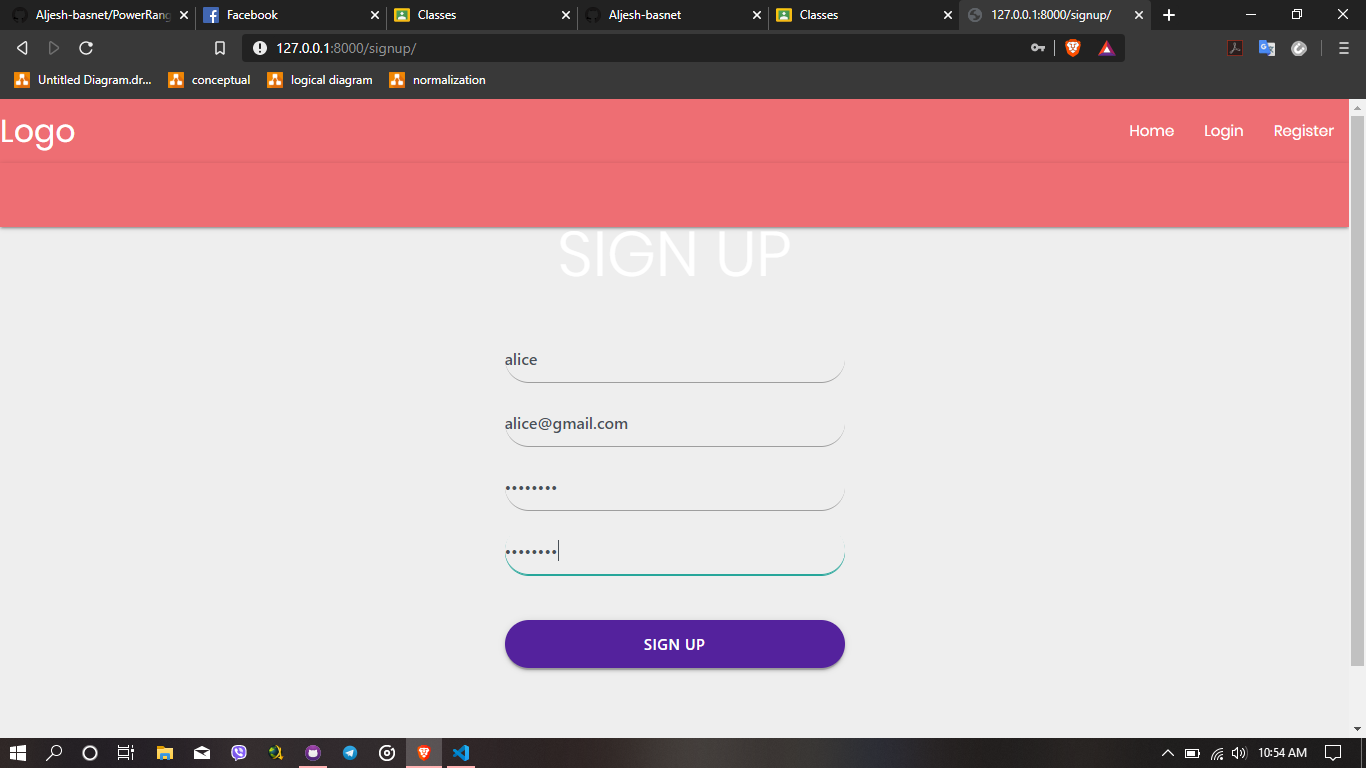 Aljesh-basnet/PowerRang
Facebook
Classes
Aljesh-basnet
Classes
127.0.0.1:8000/signup/
127.0.0.1:8000/signup/
Untitled Diagram.dr...
conceptual
logical diagram
normalization
Logo
Home
Login
Register
SIGN UP
alice
alice@gmail.com
••••••••
••••••••
SIGN UP
10:54 AM